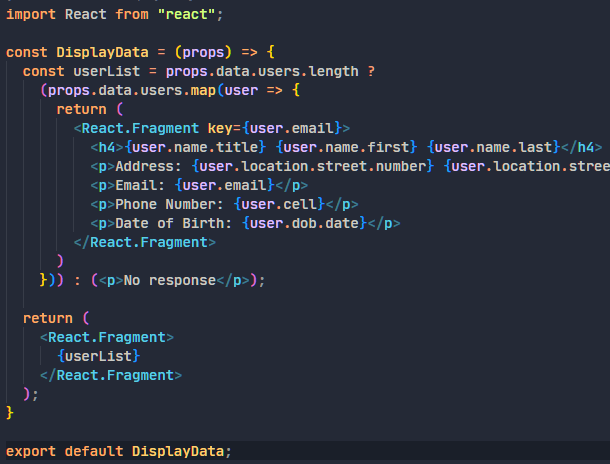 import React from "react";
const DisplayData = (props) => {
const userList = props.data.users.length ?
(props.data.users.map(user => {
return (
<React.Fragment key={user.email}>
<h4>{user.name.title} {user.name.first} {user.name.last}</h4>
<p>Address: {user.location.street.number} {user.location.stree
<p>Email: {user.email}</p>
<p>Phone Number: {user.cell}</p>
<p>Date of Birth: {user.dob.date}</p>
</React.Fragment>
)
})) : (<p>No response</p>);
return (
<React.Fragment>
{userList}
</React.Fragment>
);
}
export default DisplayData;